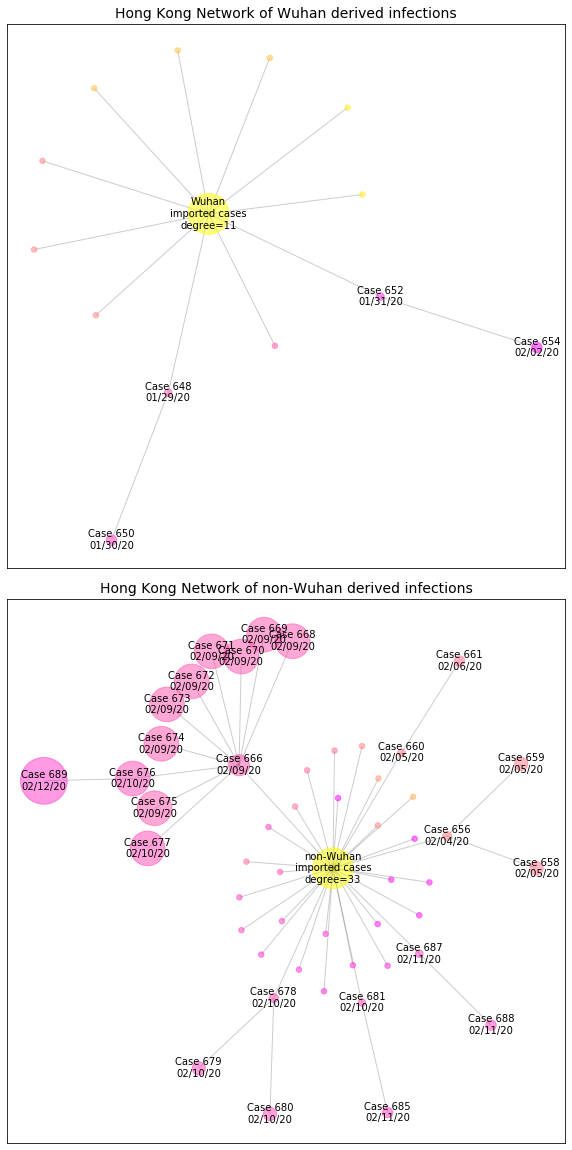 Hong Kong Network of Wuhan derived infections
Wuhan
imported cases
degree=11
Case 652
01/31/20
Case 654
02/02/20
Case 648
01/29/20
Case 650
01/30/20
Hong Kong Network of non-Wuhan derived infections
Case 669
02/09/20
Case 668
02/09/20
Case 671
02/09/20
Case 670
02/09/20
Case 661
02/06/20
Case 672
02/09/20
Case 673
02/09/20
Case 674
02/09/20
Case 660
02/05/20
Case 666
02/09/20
Case 659
02/05/20
Case 689
02/12/20
Case 676
02/10/20
Case 675
02/09/20
Case 656
02/04/20
Case 677
02/10/20
non-Wuhan
imported cases
degree=33
Case 658
02/05/20
Case 687
02/11/20
Case 678
02/10/20
Case 681
02/10/20
Case 688
02/11/20
Case 679
02/10/20
Case 680
02/10/20
Case 685
02/11/20